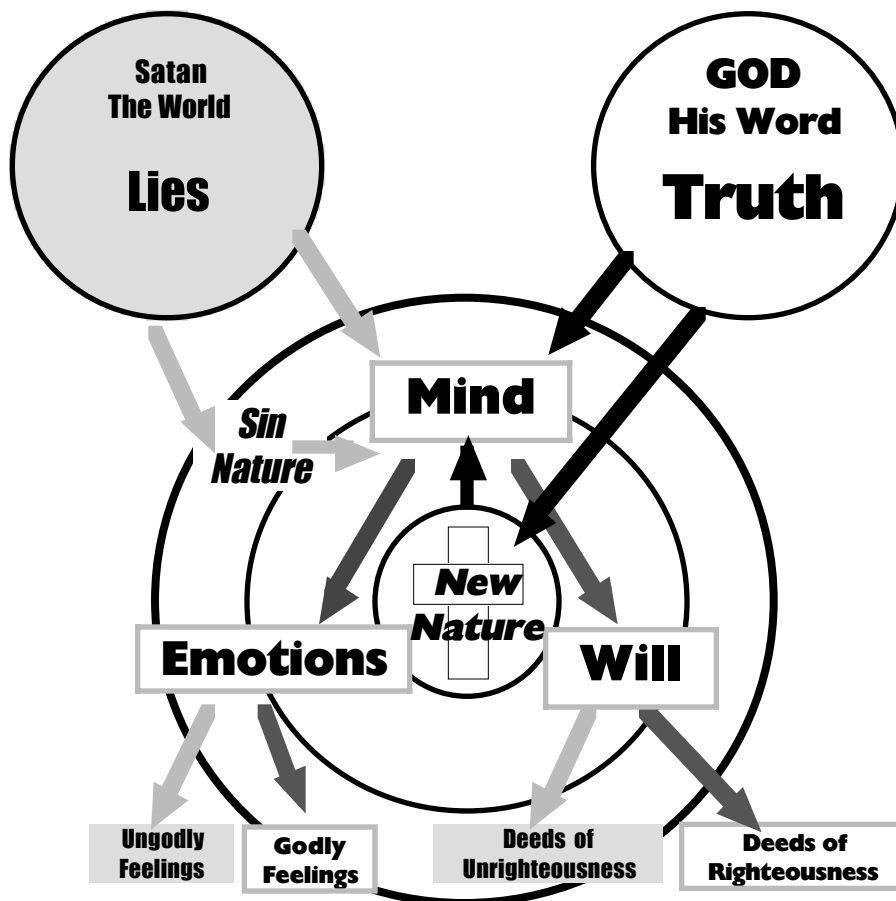 Satan
The World
Lies
GOD
His Word
Truth
Mind
Sin
Nature
New
Nature
Emotions
Will
Ungodly
Feelings
Godly
Feelings
Deeds of
Unrighteousness
Deeds of
Righteousness